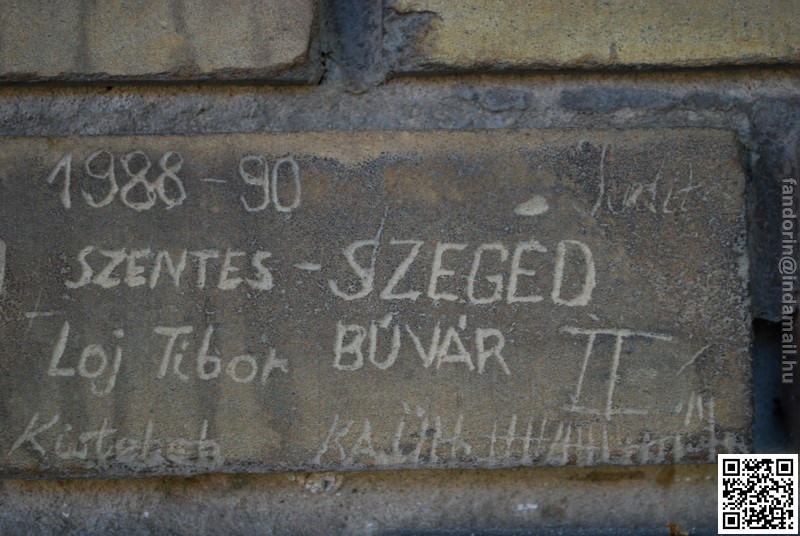 1988-90
SZENTES - SZEGED
Loj Tibor BÚVÁR II
fandorin@indamail.hu